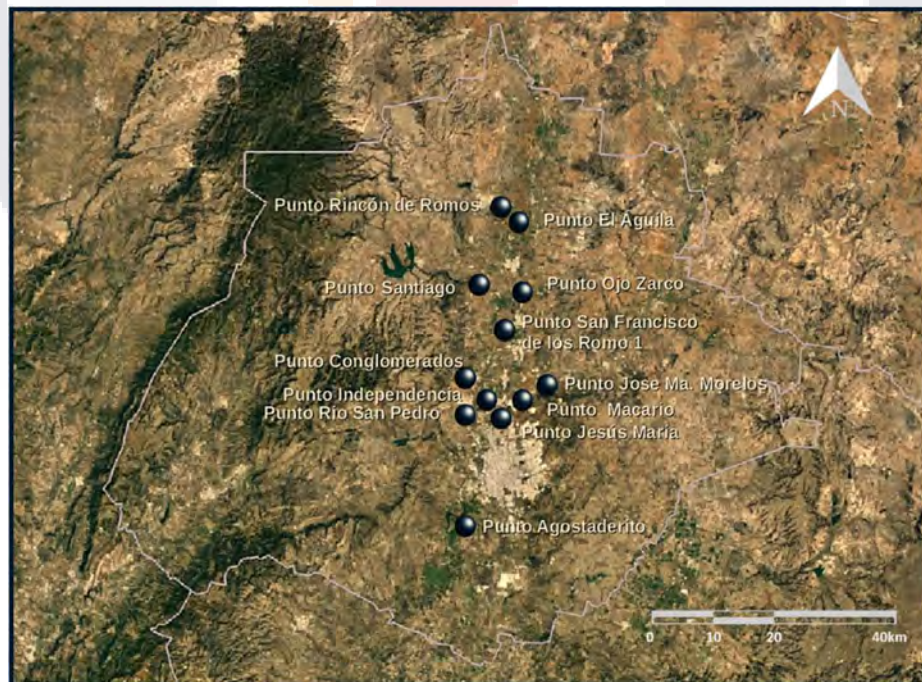 N
Punto Rincón de Romos
Punto El Águila
Punto Santiago
Punto Ojo Zarco
Punto San Francisco
de los Romo 1
Punto Conglomerados
Punto Jose Ma. Morelos
Punto Independencia
Punto Macario
Punto Río San Pedro
Punto Jesús María
Punto Agostaderito
0 10 20 40km